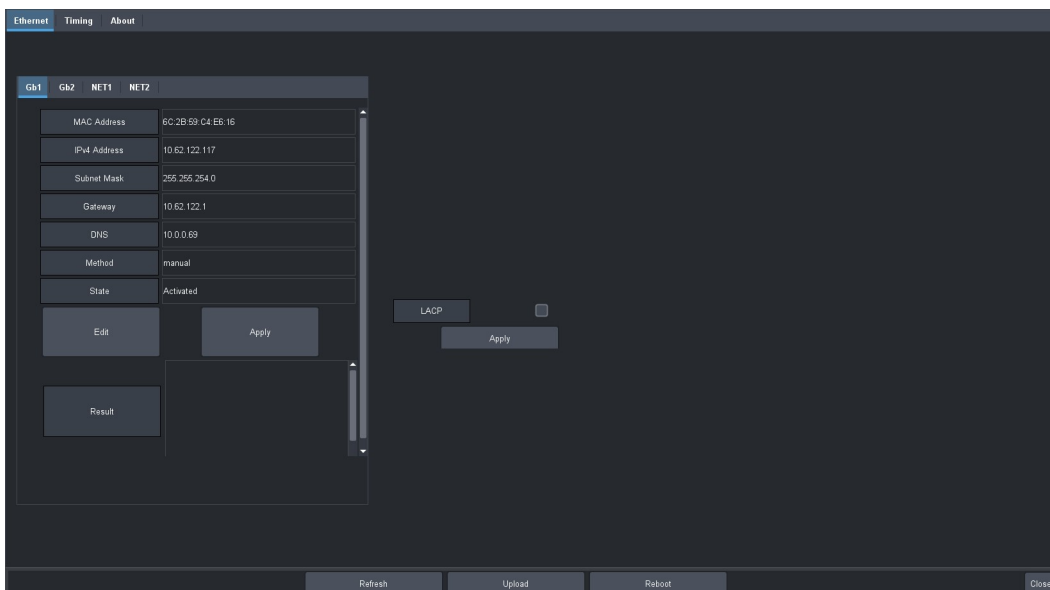 Ethernet Timing About
Gb1 Gb2 NET1 NET2
MAC Address 6C:2B:59:C4:E6:16
IPv4 Address 10.62.122.117
Subnet Mask 255.255.254.0
Gateway 10.62.122.1
DNS 10.0.0.69
Method manual
State Activated
Edit Apply
LACP
Apply
Result
Refresh Upload Reboot Close